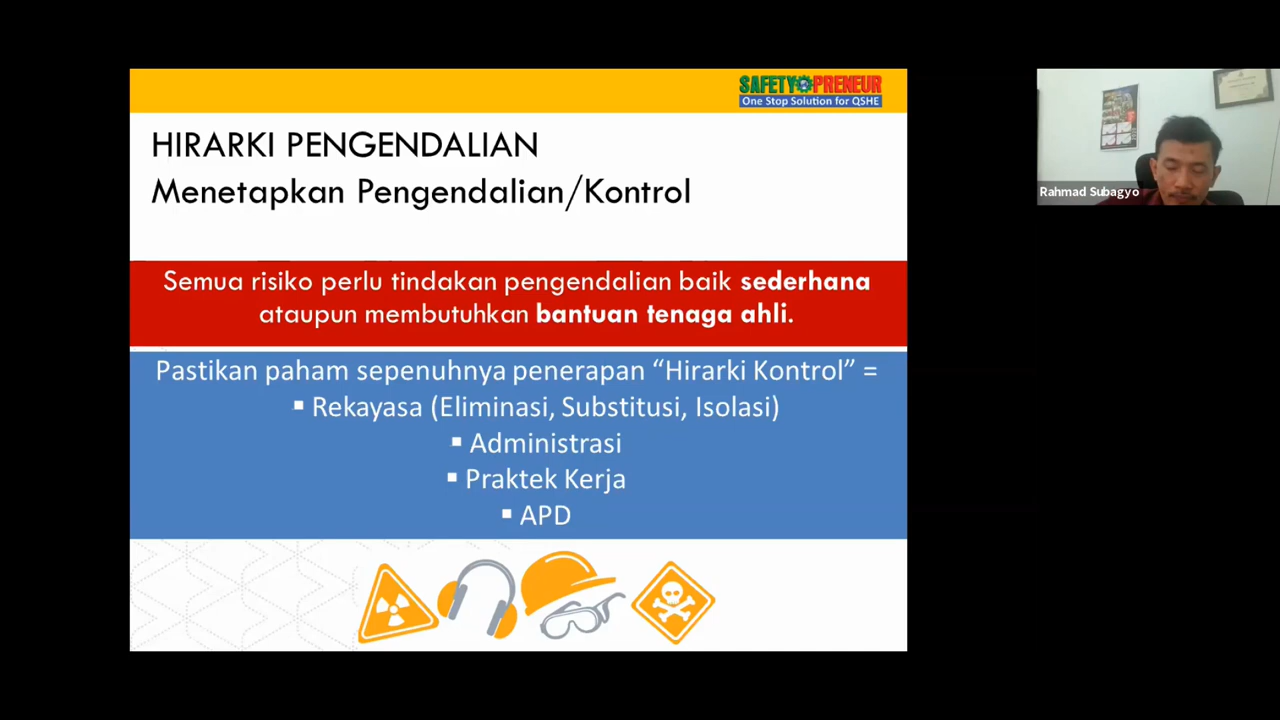 SAFETYPRENEUR
One Stop Solution for QSHE
HIRARKI PENGENDALIAN
Menetapkan Pengendalian/Kontrol
Rahmad Subagyo
Semua risiko perlu tindakan pengendalian baik sederhana
ataupun membutuhkan bantuan tenaga ahli.
Pastikan paham sepenuhnya penerapan “Hirarki Kontrol” =
▪ Rekayasa (Eliminasi, Substitusi, Isolasi)
▪ Administrasi
▪ Praktek Kerja
▪ APD